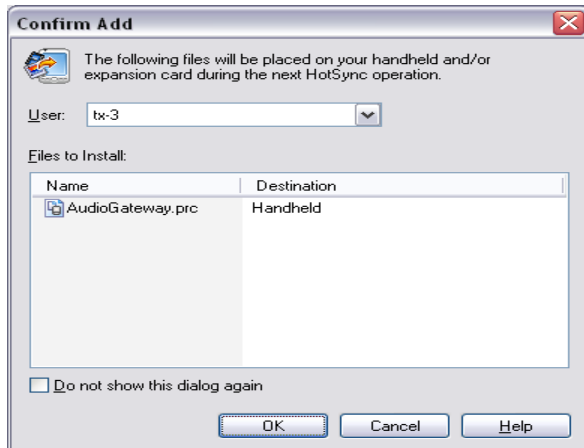 Confirm Add
The following files will be placed on your handheld and/or
expansion card during the next HotSync operation.
User: tx-3
Files to Install:
Name Destination
AudioGateway.prc Handheld
Do not show this dialog again
OK Cancel Help